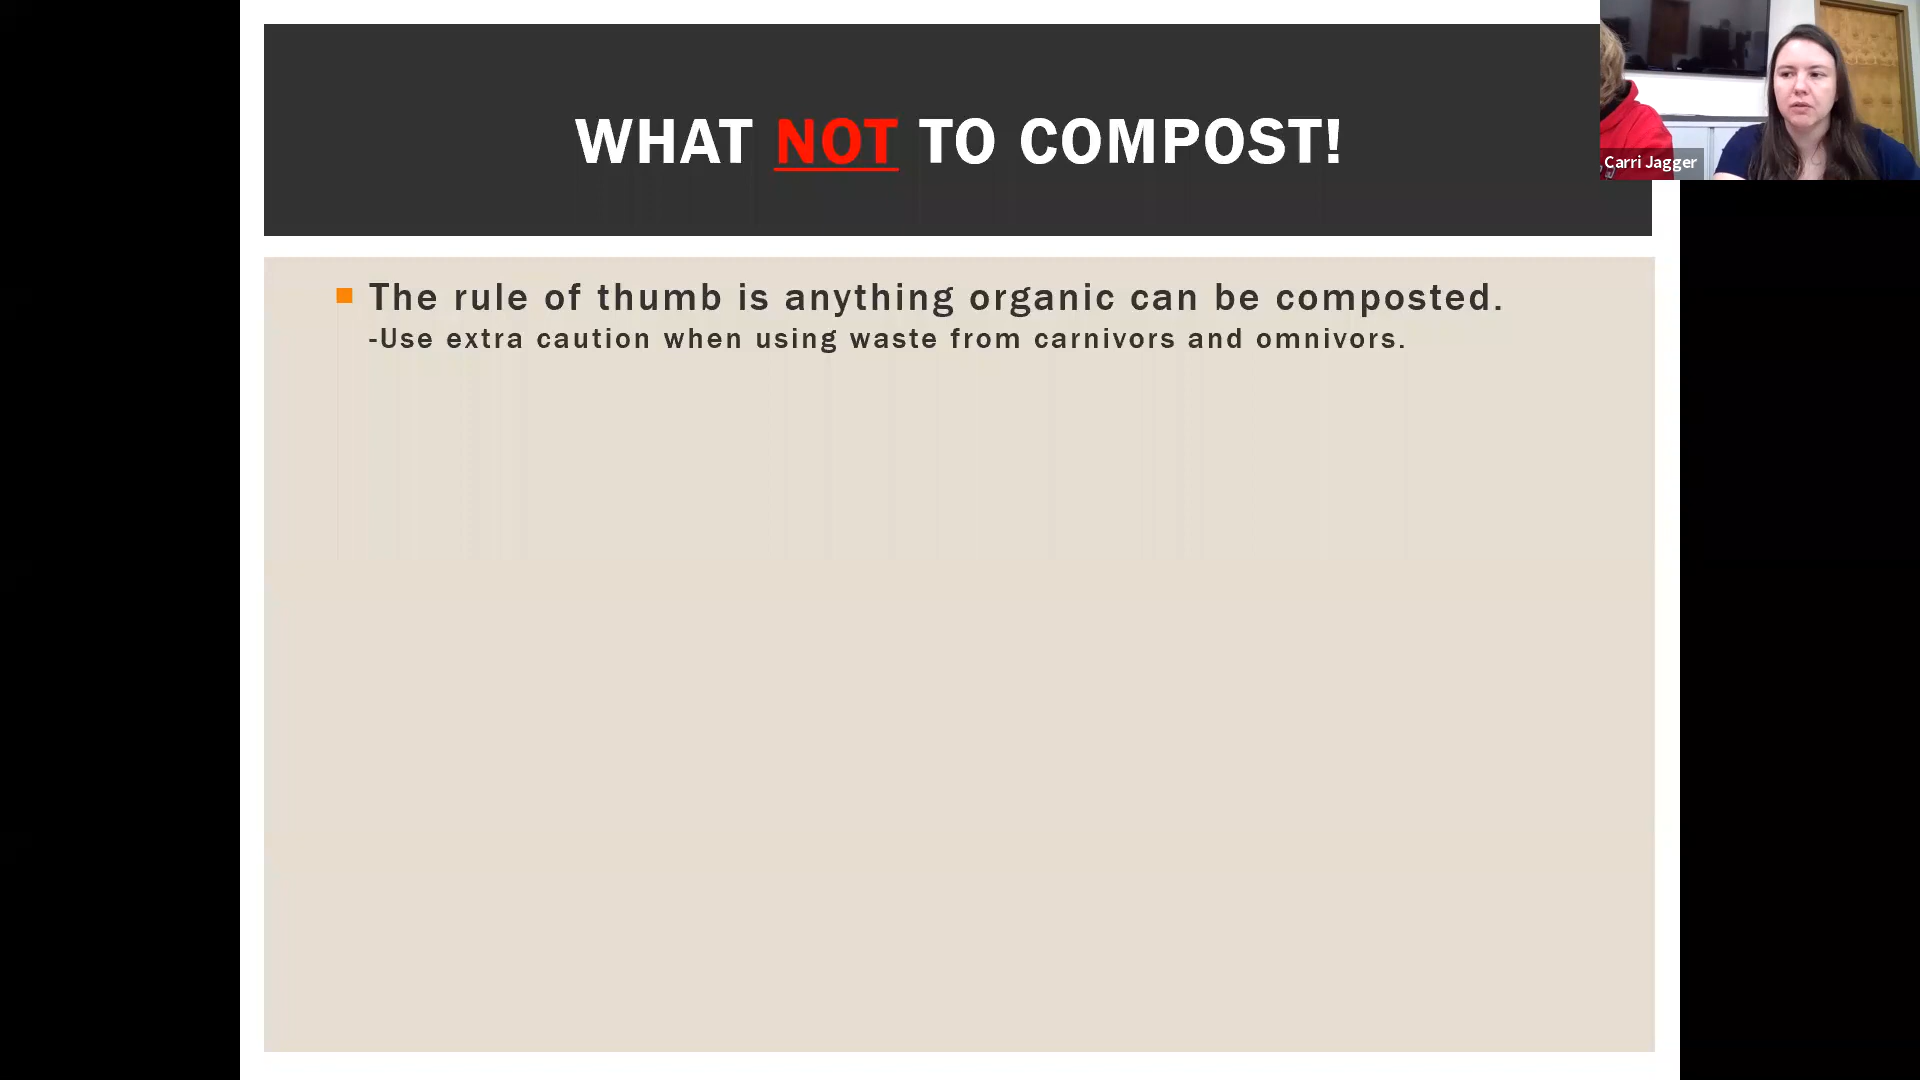 WHAT NOT TO COMPOST!
Carri Jagger
The rule of thumb is anything organic can be composted.
-Use extra caution when using waste from carnivors and omnivors.